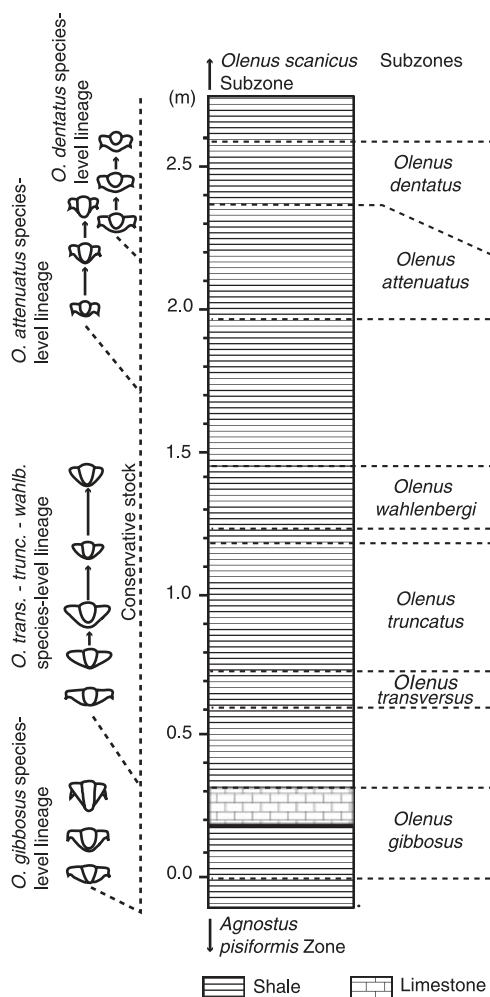 Olenus scanicus
Subzone
Subzones
(m)
2.5
2.0
1.5
1.0
0.5
0.0
O. dentatus species-
level lineage
O. attenuatus species-
level lineage
O. trans. - trunc. - wahlb.
species-level lineage
O. gibbosus species-
level lineage
Conservative stock
Olenus
dentatus
Olenus
attenuatus
Olenus
wahlenbergi
Olenus
truncatus
Olenus
transversus
Olenus
gibbosus
Agnostus
pisiformis Zone
Shale
Limestone